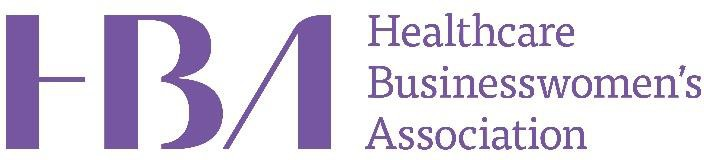 HBA
Healthcare
Businesswomen's
Association